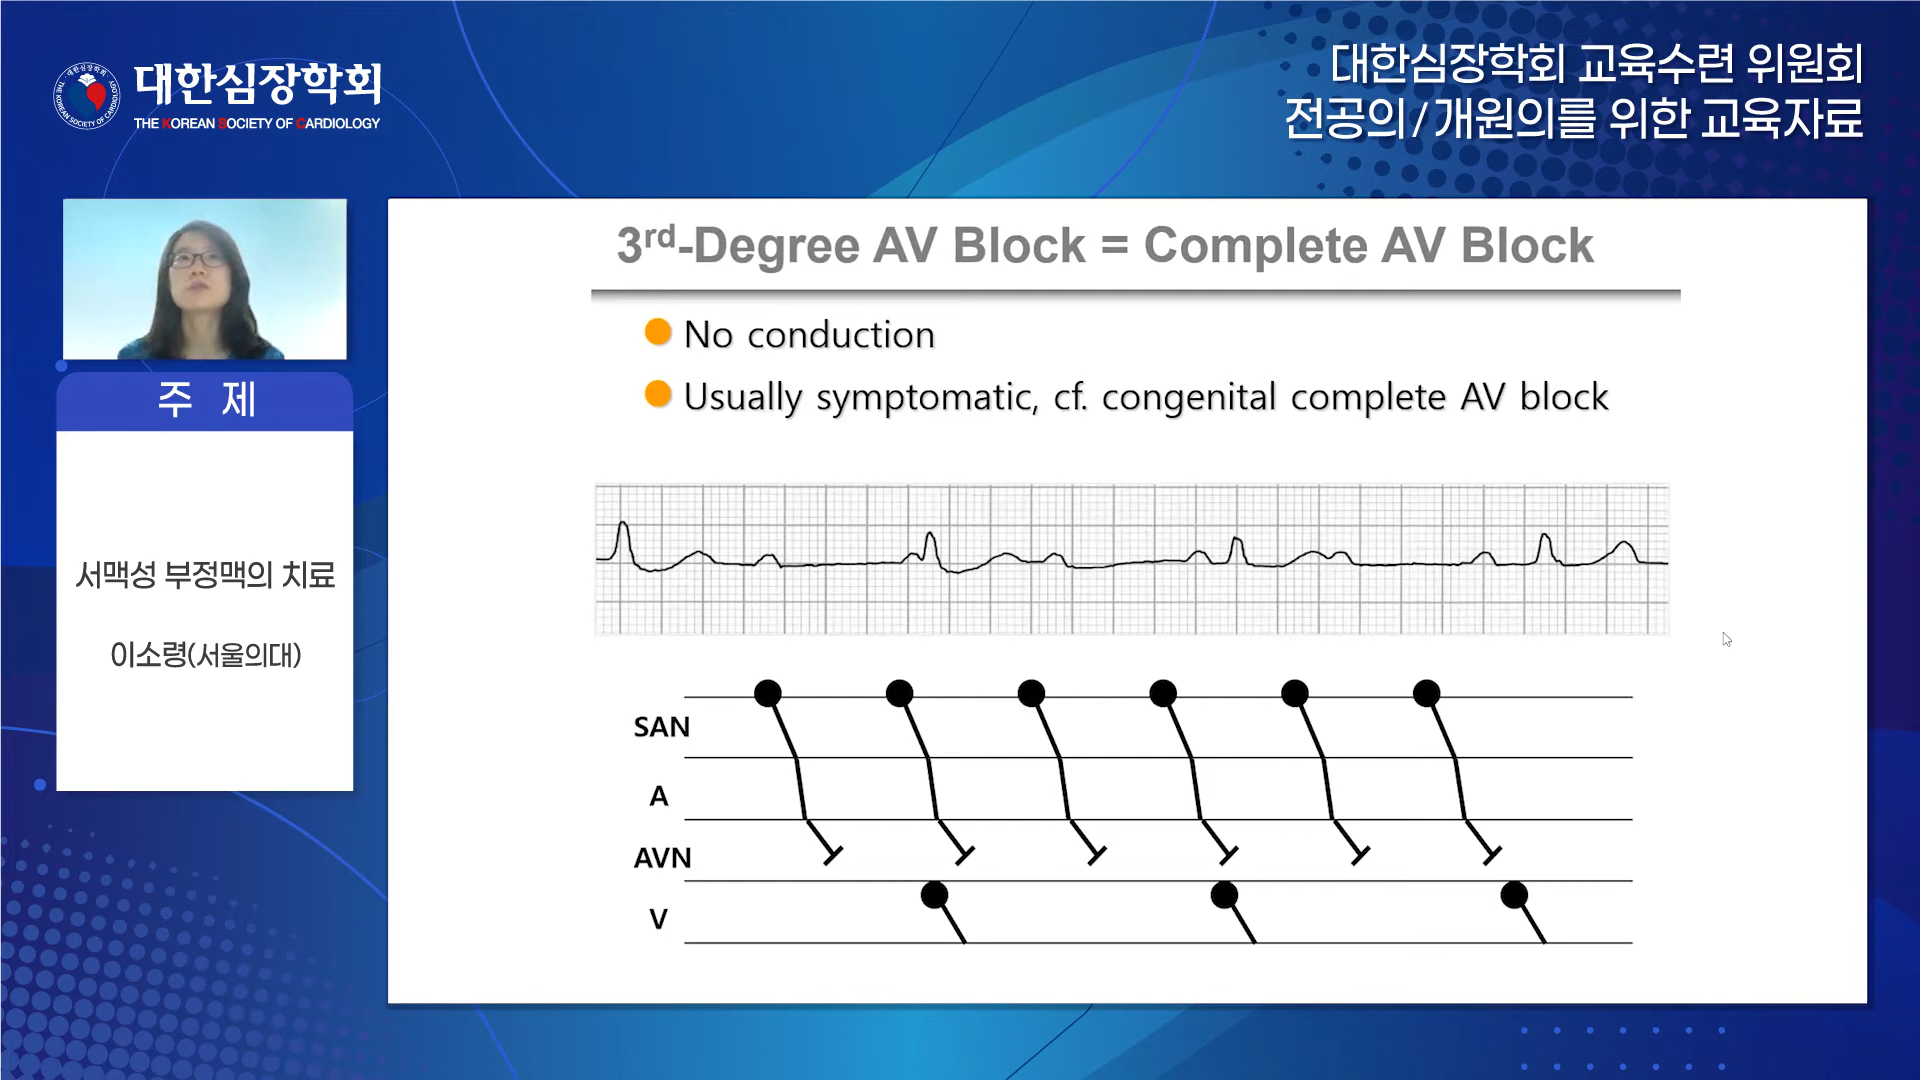 대한심장학회
THE KOREAN SOCIETY OF CARDIOLOGY
대한심장학회 교육수련 위원회
전공의/개원의를 위한 교육자료
주 제
서맥성 부정맥의 치료
이소령(서울의대)
3rd-Degree AV Block = Complete AV Block
No conduction
Usually symptomatic, cf. congenital complete AV block
SAN
A
AVN
V